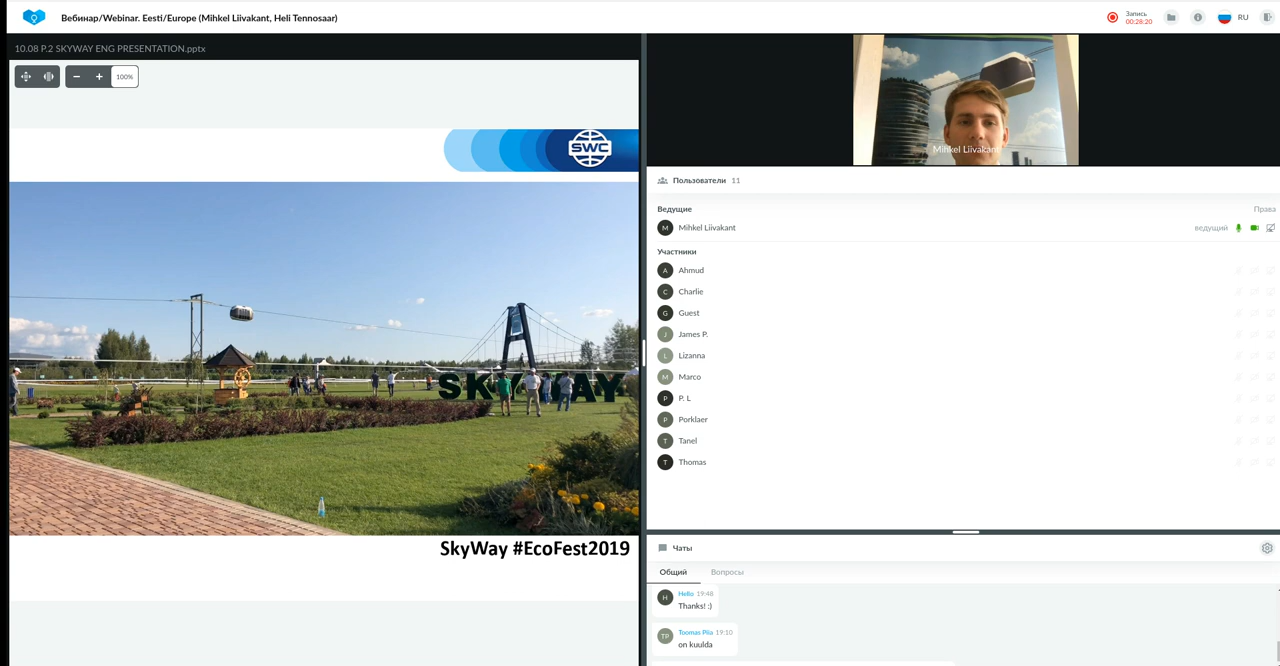 Вебинар/Webinar. Eesti/Europe (Mihkel Liivakant, Heli Tennosaar)
Запись
00:28:20
RU
10.08 P.2 SKYWAY ENG PRESENTATION.pptx
100%
SWC
SKYWAY
SkyWay #EcoFest2019
Mihkel Liivakant
Пользователи 11
Ведущие Права
M Mihkel Liivakant ведущий
Участники
A Ahmud
C Charlie
G Guest
J James P.
L Lizanna
M Marco
P P. L
P Porklaer
T Tanel
T Thomas
Чаты
Общий Вопросы
H Hello 19:48
Thanks! :)
TP Toomas Pila 19:10
on kuulda